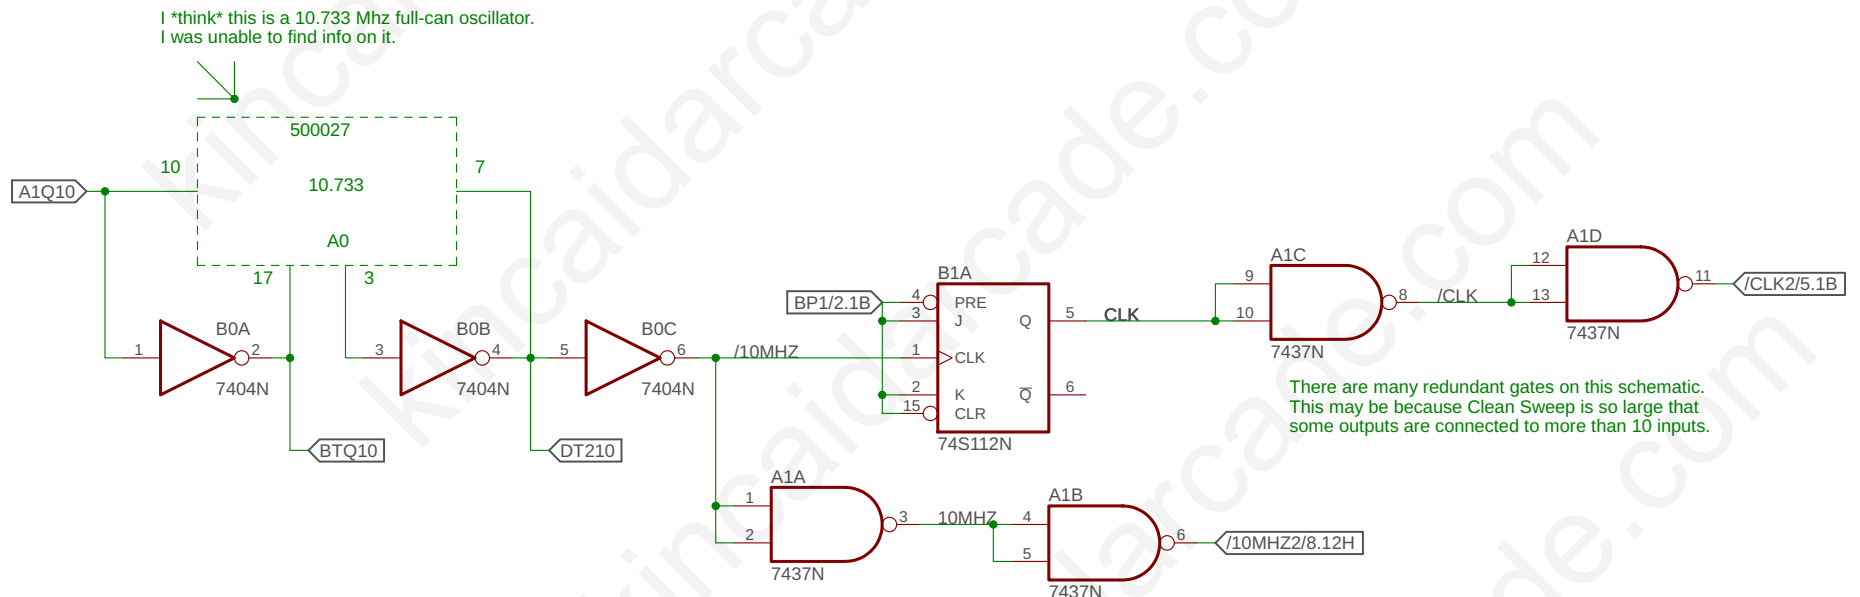 I *think* this is a 10.733 Mhz full-can oscillator.
I was unable to find info on it.
500027
10
7
10.733
A1Q10
A0
17
3
B0A
1
2
7404N
B0B
3
4
7404N
B0C
5
6
7404N
/10MHZ
BTQ10
DT210
BP1/2.1B
B1A
4
PRE
3
J
Q
5
1
CLK
2
K
Q
6
15
CLR
74S112N
CLK
A1C
9
10
8
7437N
/CLK
A1D
12
13
11
7437N
/CLK2/5.1B
There are many redundant gates on this schematic.
This may be because Clean Sweep is so large that
some outputs are connected to more than 10 inputs.
A1A
1
2
3
7437N
10MHZ
A1B
4
5
6
7437N
/10MHZ2/8.12H
kincaidarcade.com